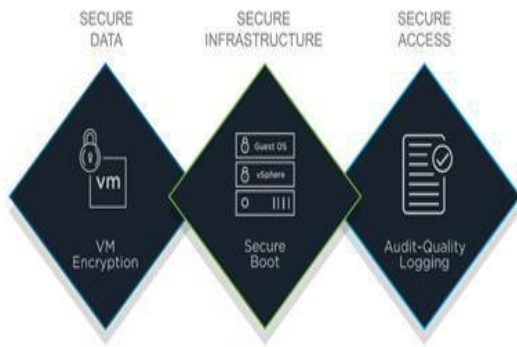 SECURE
DATA
SECURE
INFRASTRUCTURE
SECURE
ACCESS
vm
VM
Encryption
Guest OS
vSphere
Secure
Boot
Audit-Quality
Logging